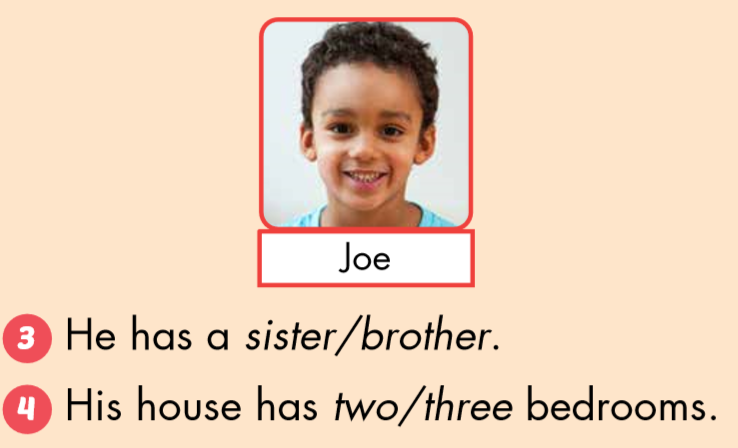 Joe
3 He has a sister/brother.
4 His house has two/three bedrooms.